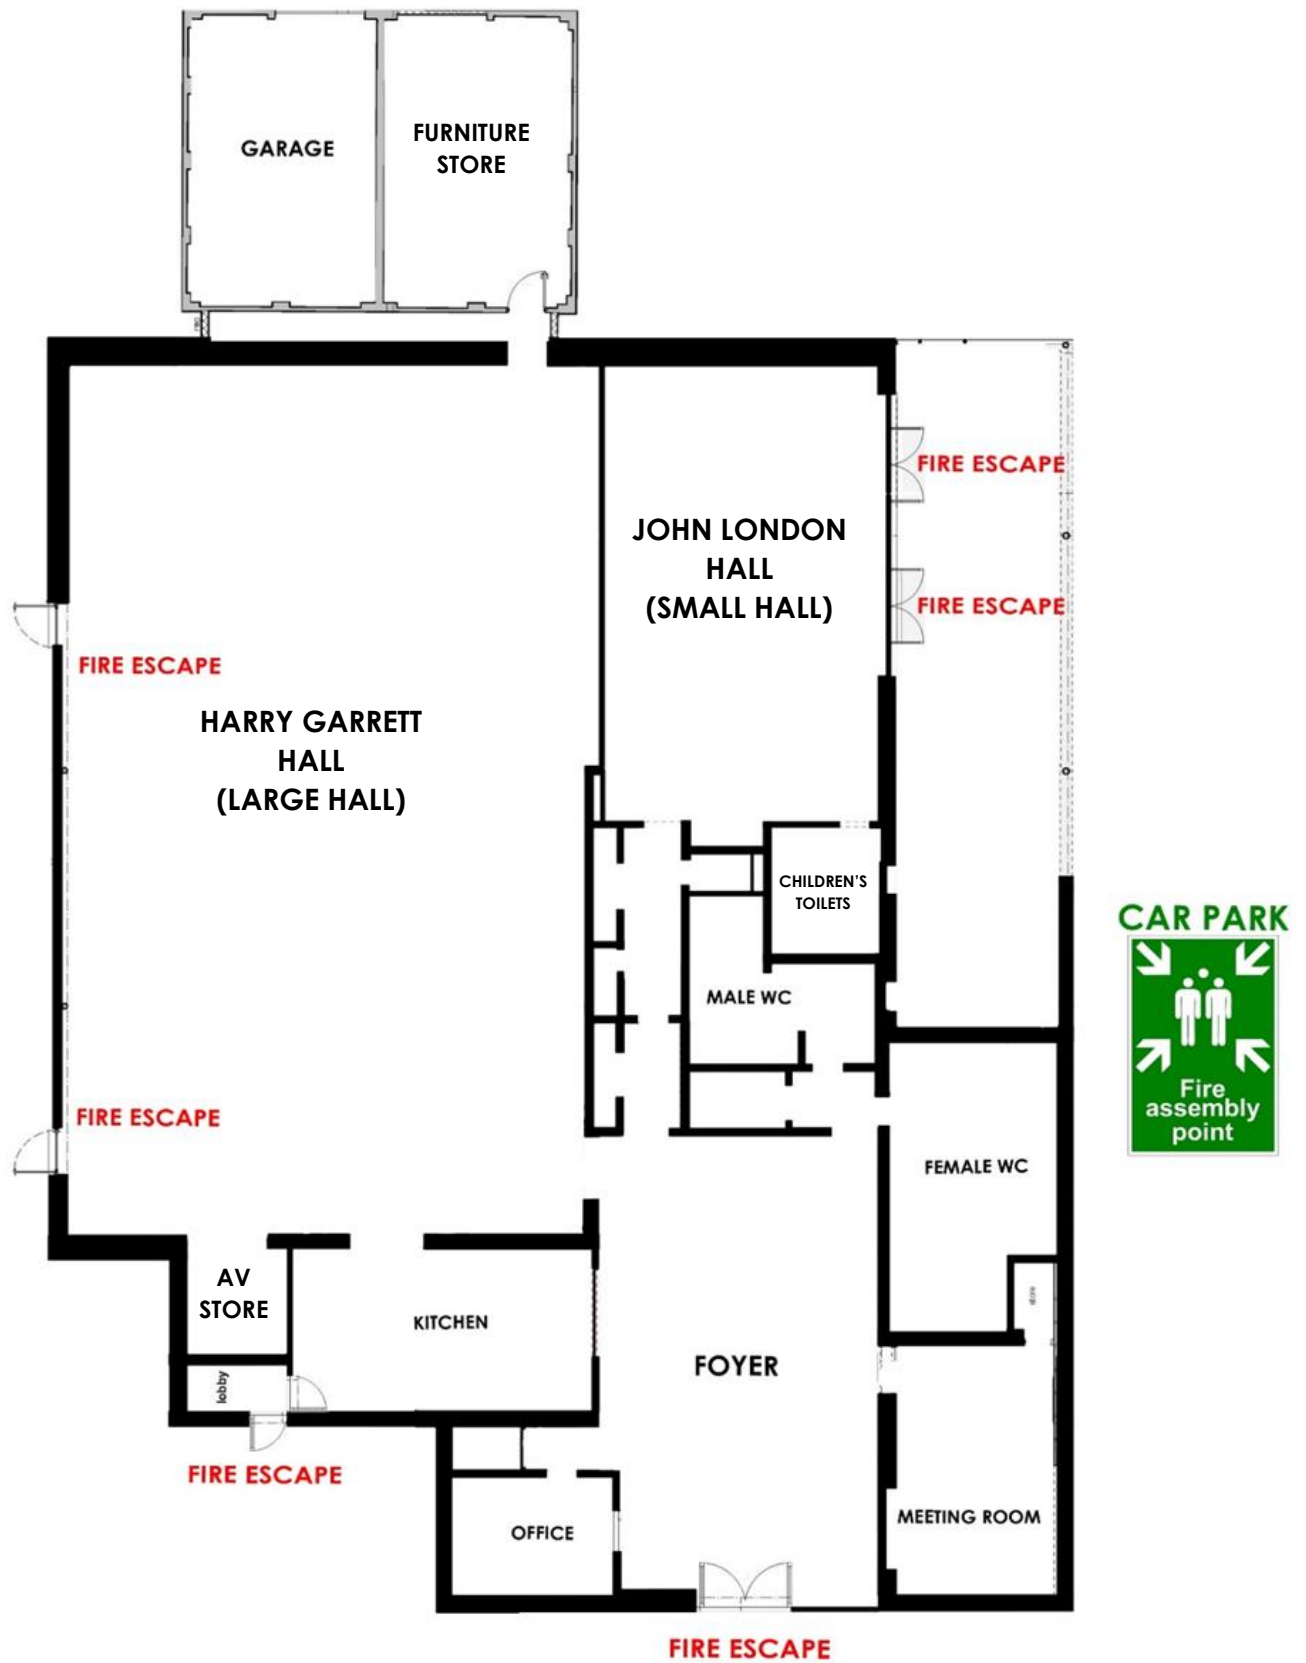 GARAGE
FURNITURE
STORE
FIRE ESCAPE
JOHN LONDON
HALL
(SMALL HALL)
FIRE ESCAPE
FIRE ESCAPE
HARRY GARRETT
HALL
(LARGE HALL)
CHILDREN'S
TOILETS
CAR PARK
MALE WC
Fire
assembly
point
FIRE ESCAPE
FEMALE WC
AV
STORE
store
KITCHEN
FOYER
lobby
FIRE ESCAPE
MEETING ROOM
OFFICE
FIRE ESCAPE